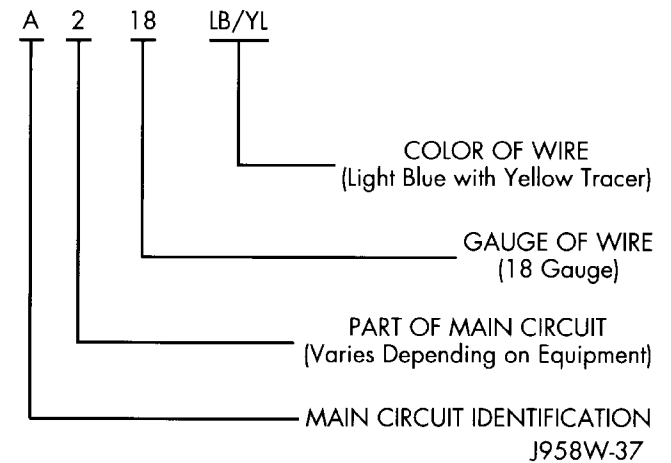 A 2 18 LB/YL
COLOR OF WIRE
(Light Blue with Yellow Tracer)
GAUGE OF WIRE
(18 Gauge)
PART OF MAIN CIRCUIT
(Varies Depending on Equipment)
MAIN CIRCUIT IDENTIFICATION
J958W-37